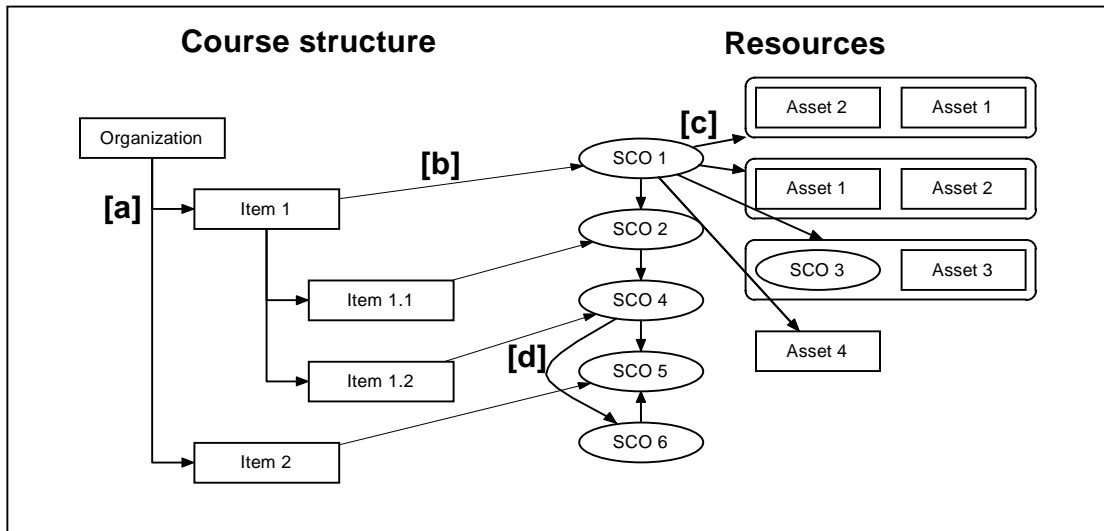 Course structure
Resources
Asset 2
Asset 1
Organization
[c]
SCO 1
[b]
Asset 1
Asset 2
[a]
Item 1
SCO 2
SCO 3
Asset 3
Item 1.1
SCO 4
Asset 4
[d]
Item 1.2
SCO 5
SCO 6
Item 2